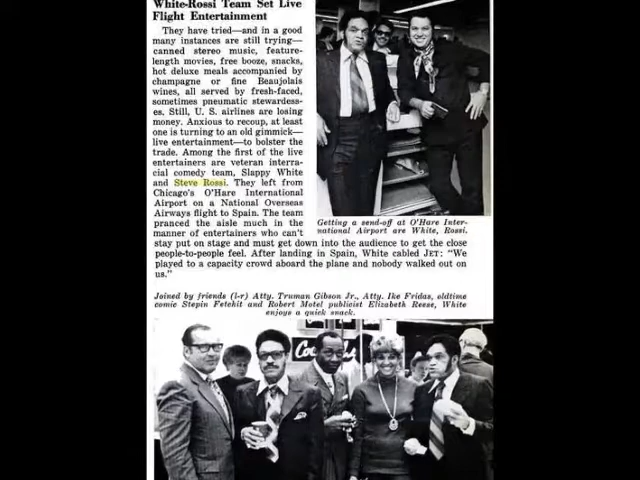 White-Rossi Team Set Live
Flight Entertainment
They have tried—and in a good
many instances are still trying—
canned stereo music, feature-
length movies, free booze, snacks,
hot deluxe meals accompanied by
champagne or fine Beaujolais
wines, all served by fresh-faced,
sometimes pneumatic stewardess-
es. Still, U. S. airlines are losing
money. Anxious to recoup, at least
one is turning to an old gimmick—
live entertainment—to bolster the
trade. Among the first of the live
entertainers are veteran interra-
cial comedy team, Slappy White
and Steve Rossi. They left from
Chicago's O'Hare International
Airport on a National Overseas
Airways flight to Spain. The team
pranced the aisle much in the
manner of entertainers who can't
stay put on stage and must get down into the audience to get the close
people-to-people feel. After landing in Spain, White cabled JET: "We
played to a capacity crowd aboard the plane and nobody walked out on
us."
Getting a send-off at O'Hare Inter-
national Airport are White, Rossi.
Joined by friends (l-r) Atty. Truman Gibson Jr., Atty. Ike Fridas, oldtime
comic Stepin Fetchit and Robert Motel publicist Elizabeth Reese, White
enjoys a quick snack.